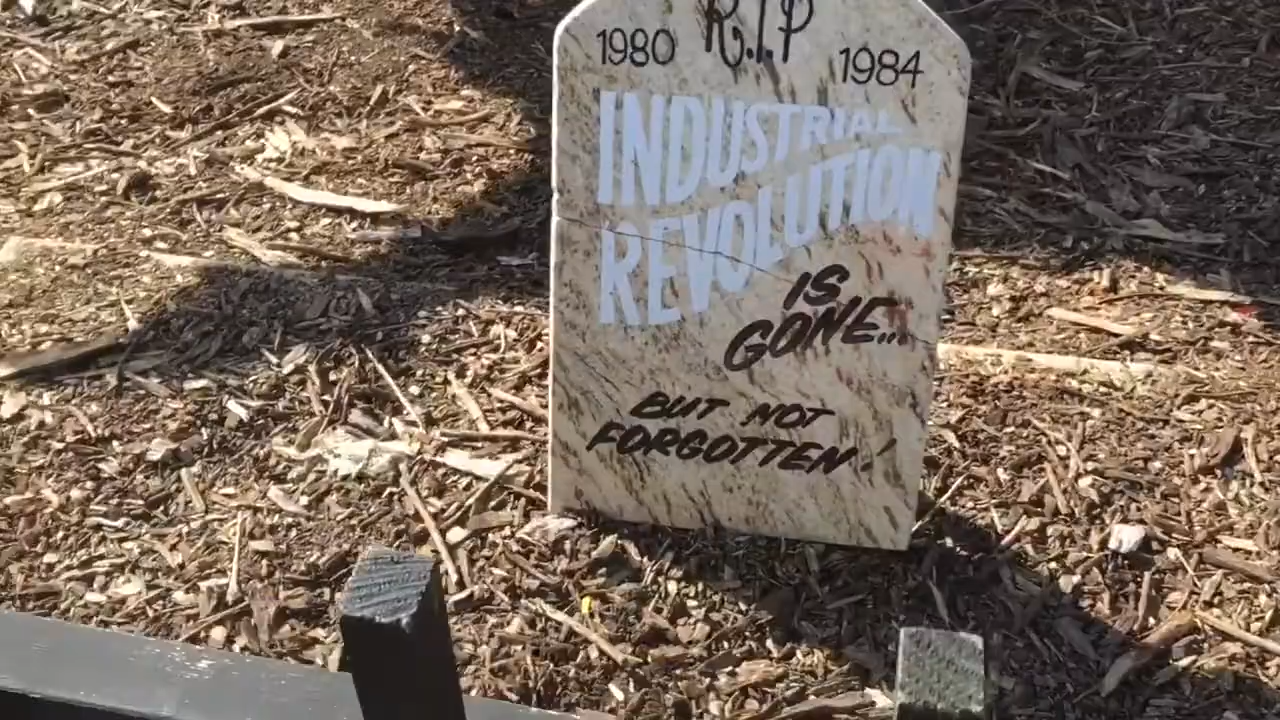 R.I.P
1980 1984
INDUSTRIAL
REVOLUTION
IS
GONE...
BUT NOT
FORGOTTEN!